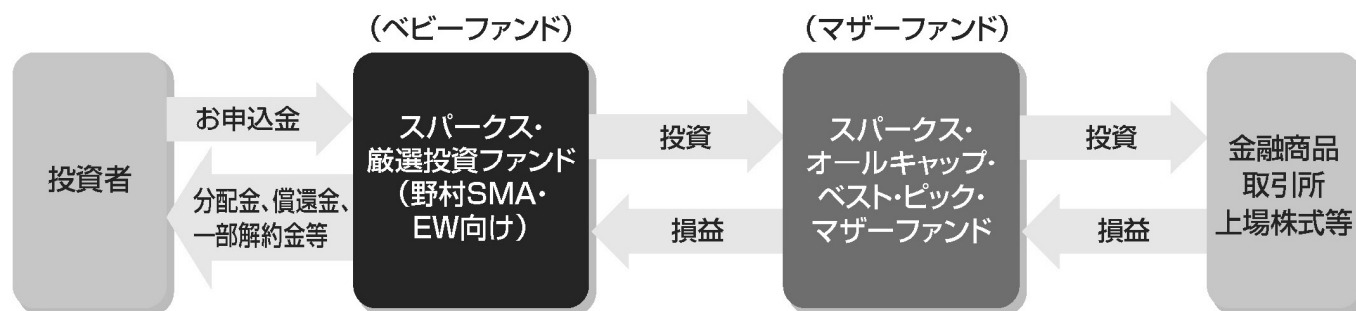 (ベビーファンド)
(マザーファンド)
投資者
お申込金
分配金、償還金、
一部解約金等
スパークス・
厳選投資ファンド
(野村SMA・
EW向け)
投資
損益
スパークス・
オールキャップ・
ベスト・ピック・
マザーファンド
投資
損益
金融商品
取引所
上場株式等